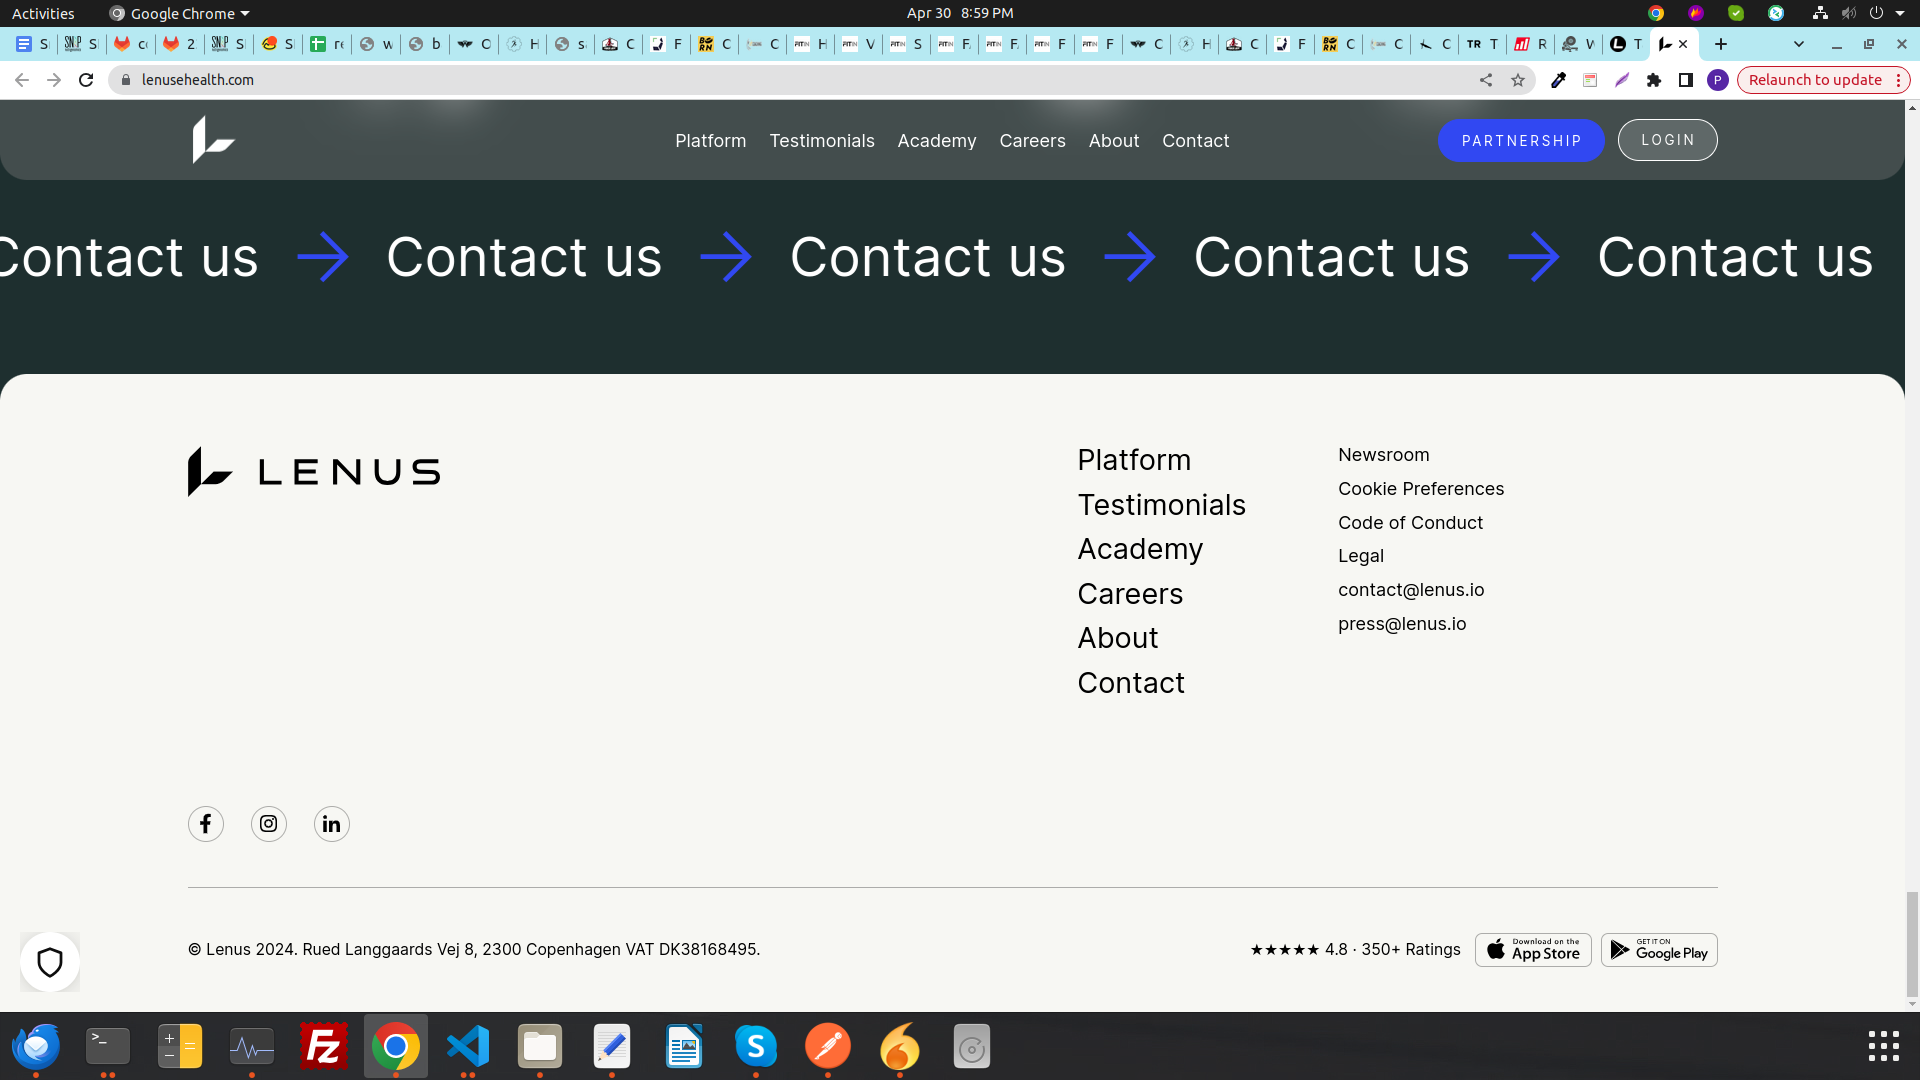 Activities
Google Chrome
Apr 30 8:59 PM
lenusehealth.com
P
Relaunch to update
Platform Testimonials Academy Careers About Contact
PARTNERSHIP
LOGIN
Contact us → Contact us → Contact us → Contact us → Contact us
LENUS
Platform
Testimonials
Academy
Careers
About
Contact
Newsroom
Cookie Preferences
Code of Conduct
Legal
contact@lenus.io
press@lenus.io
© Lenus 2024. Rued Langgaards Vej 8, 2300 Copenhagen VAT DK38168495.
★★★★★ 4.8 · 350+ Ratings
Download on the
App Store
GET IT ON
Google Play